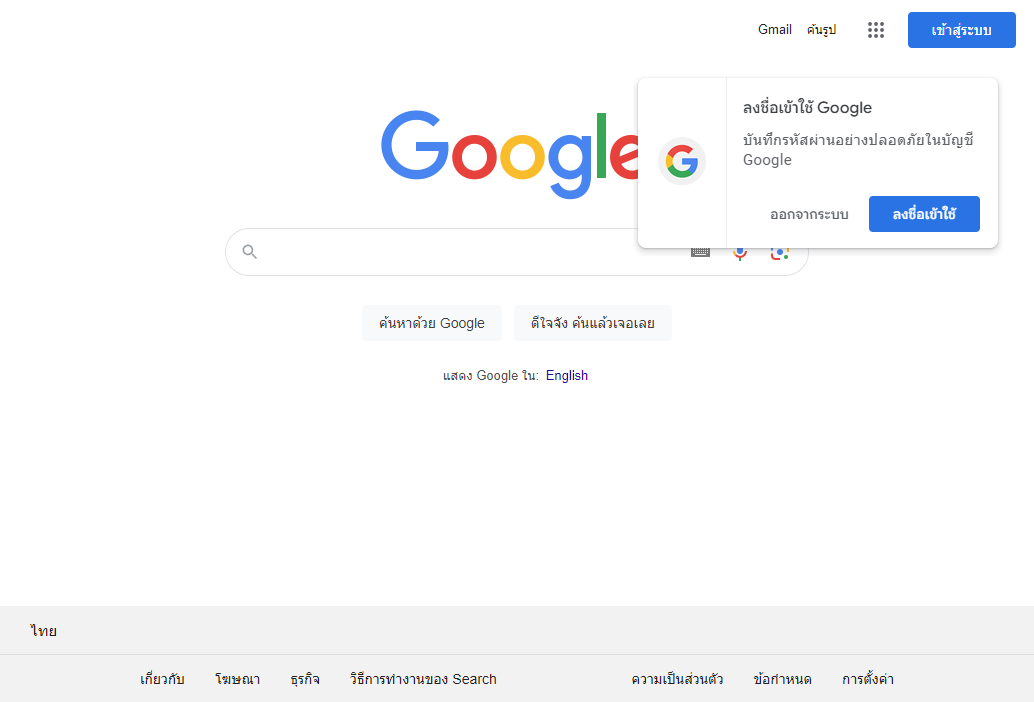 Gmail
ค้นรูป
เข้าสู่ระบบ
Google
ลงชื่อเข้าใช้ Google
บันทึกรหัสผ่านอย่างปลอดภัยในบัญชี
Google
ออกจากระบบ
ลงชื่อเข้าใช้
ค้นหาด้วย Google
ดีใจจัง ค้นแล้วเจอเลย
แสดง Google ใน: English
ไทย
เกี่ยวกับ
โฆษณา
ธุรกิจ
วิธีการทำงานของ Search
ความเป็นส่วนตัว
ข้อกำหนด
การตั้งค่า